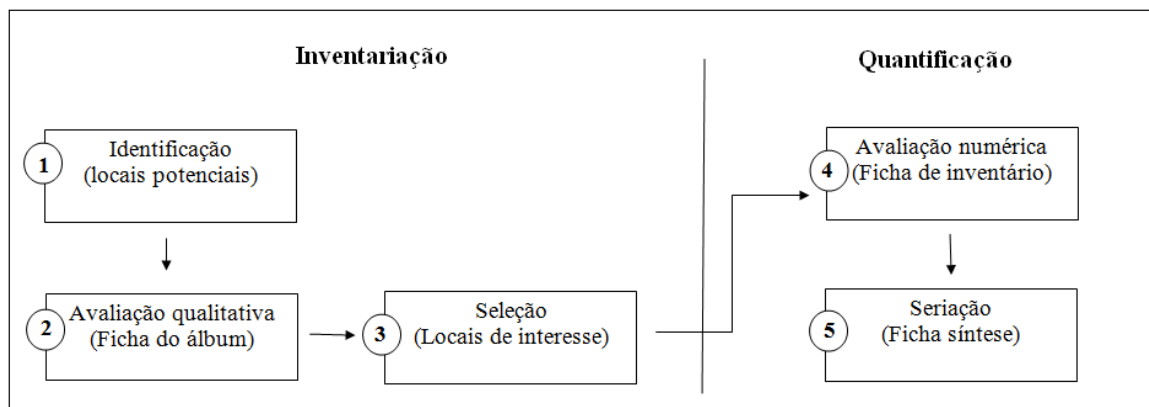 Inventariação
Quantificação
1
Identificação
(locais potenciais)
2
Avaliação qualitativa
(Ficha do álbum)
3
Seleção
(Locais de interesse)
4
Avaliação numérica
(Ficha de inventário)
5
Seriação
(Ficha síntese)